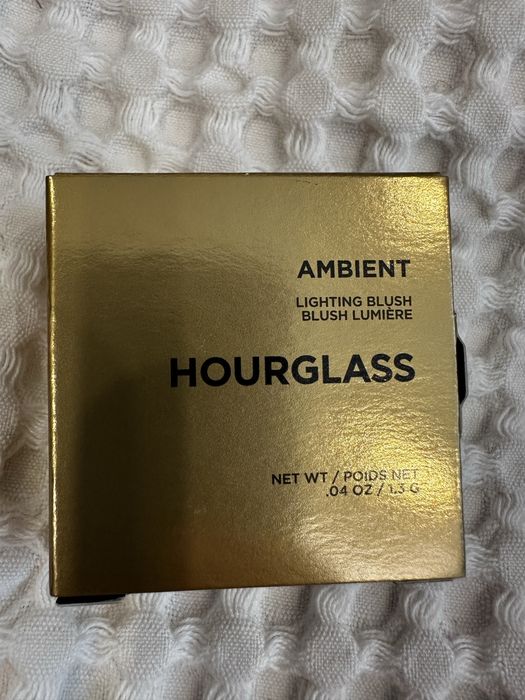 AMBIENT
LIGHTING BLUSH
BLUSH LUMIÈRE
HOURGLASS
NET WT / POIDS NET
.04 OZ / 1.3 G